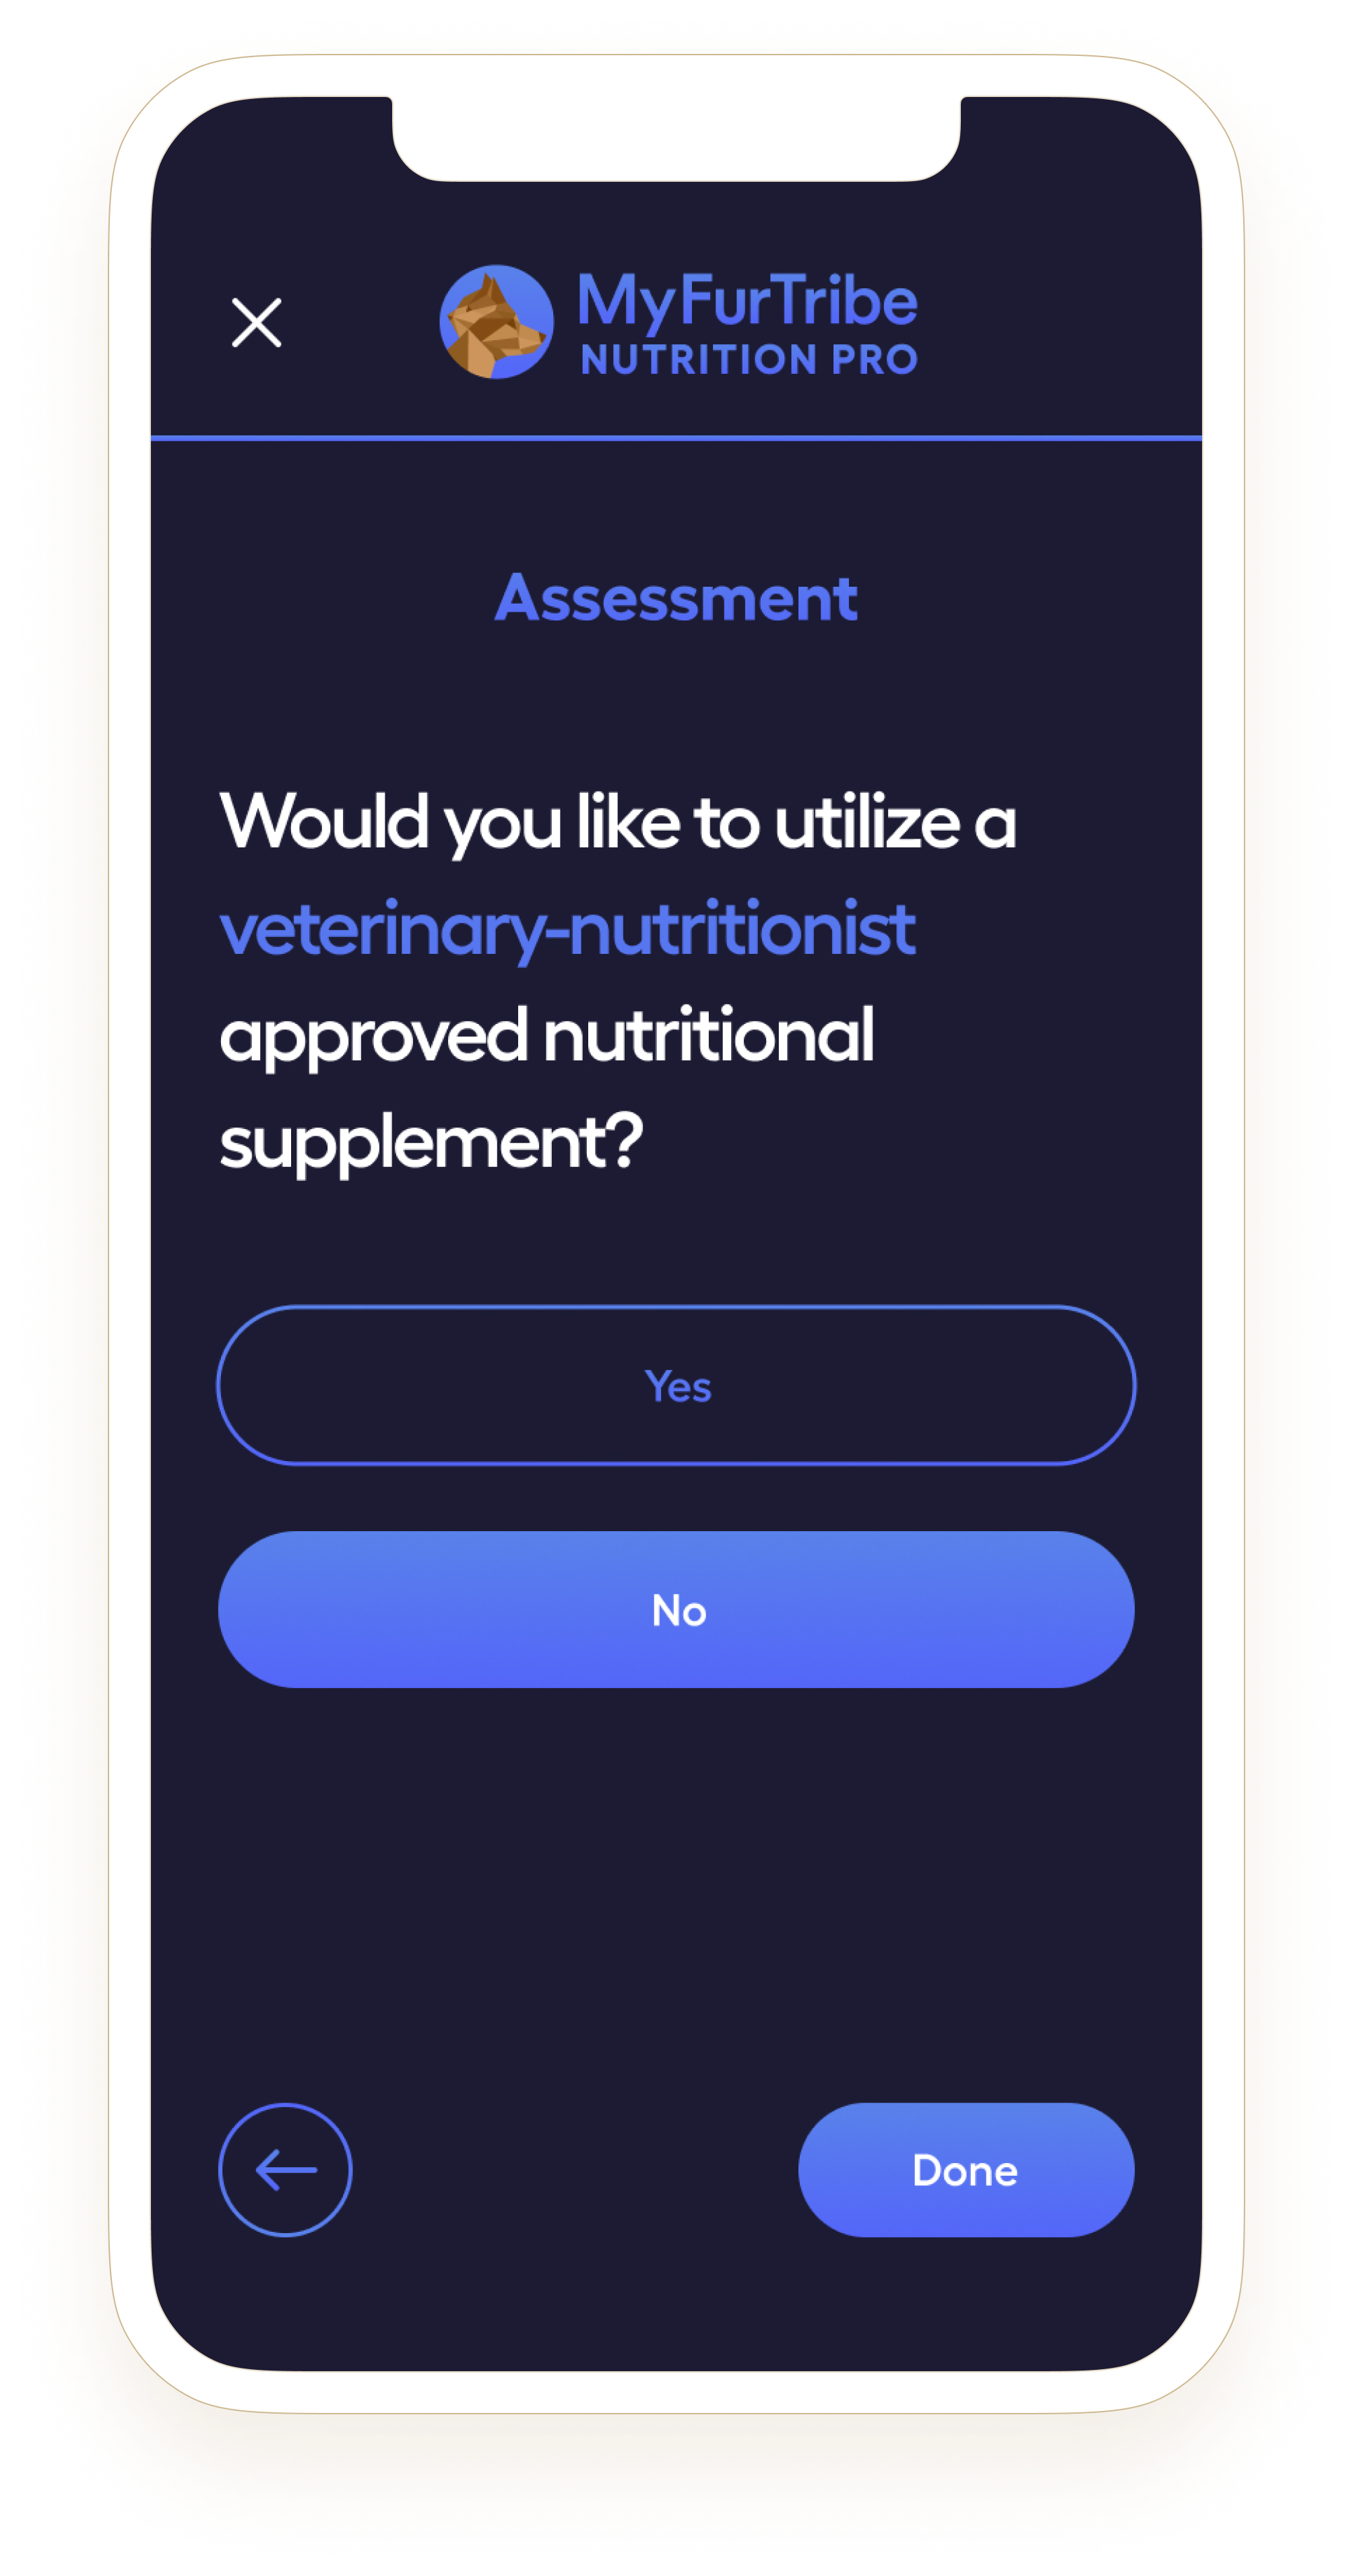 MyFurTribe
NUTRITION PRO
Assessment
Would you like to utilize a
veterinary-nutritionist
approved nutritional
supplement?
Yes
No
Done